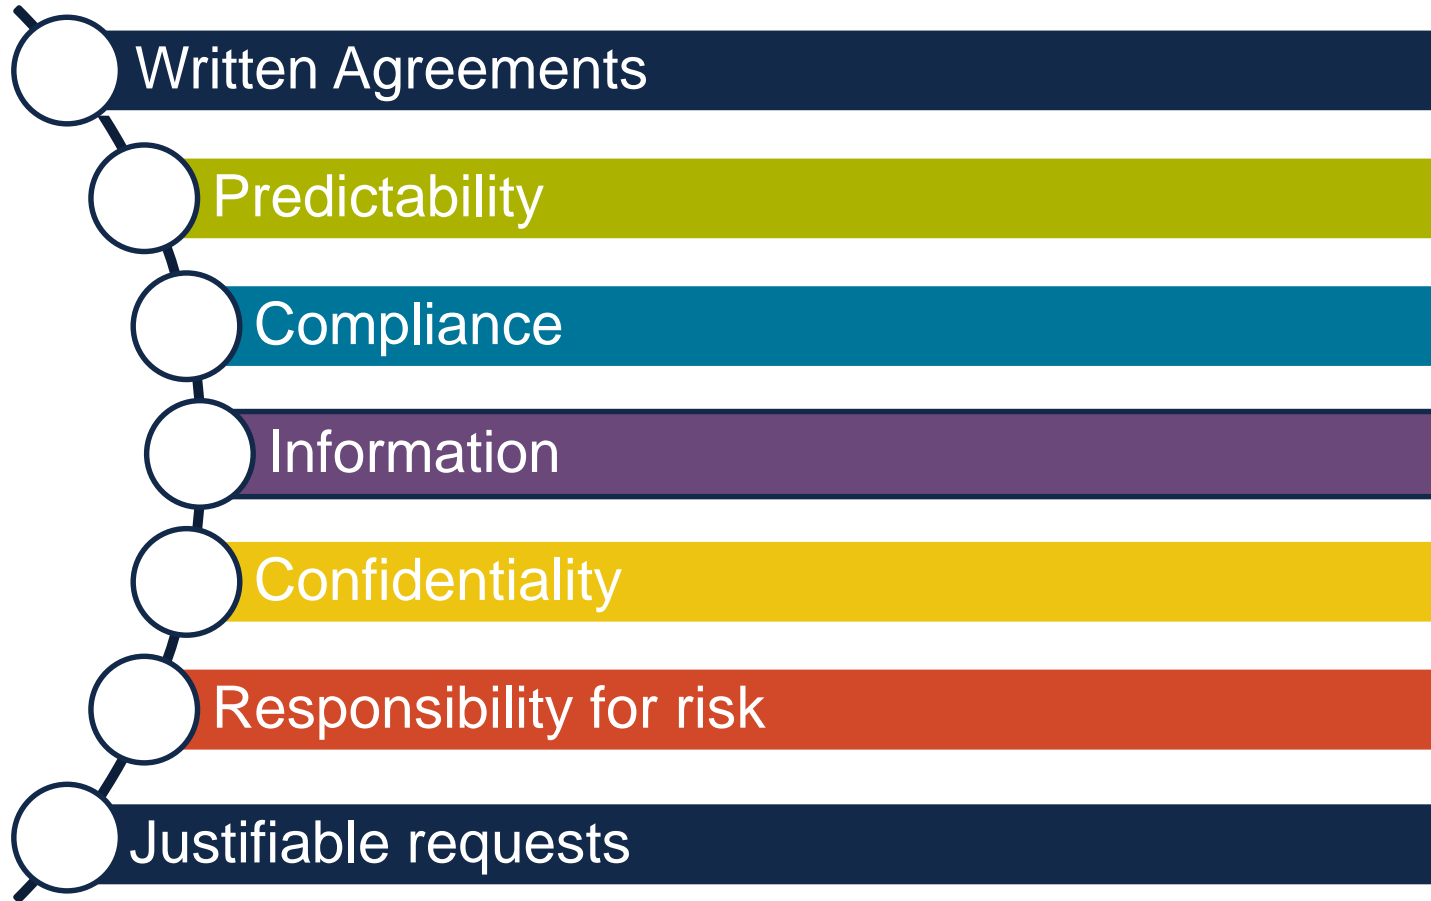 Written Agreements
Predictability
Compliance
Information
Confidentiality
Responsibility for risk
Justifiable requests